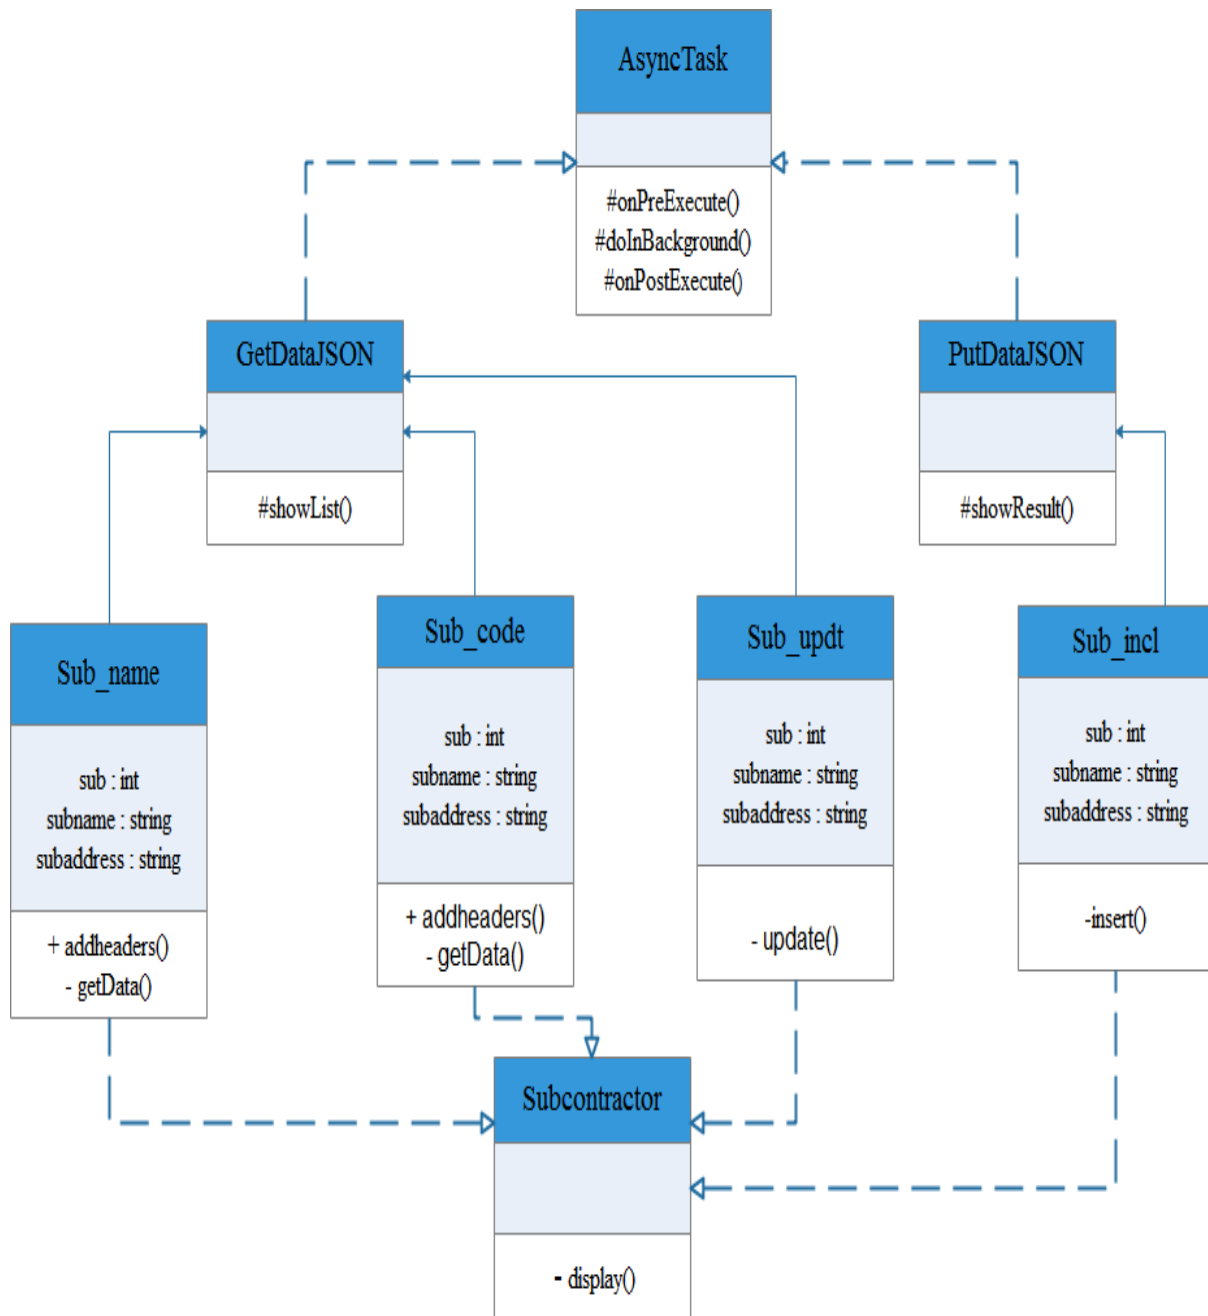 AsyncTask
#onPreExecute()
#doInBackground()
#onPostExecute()
GetDataJSON
#showList()
PutDataJSON
#showResult()
Sub_name
sub : int
subname : string
subaddress : string
+ addheaders()
- getData()
Sub_code
sub : int
subname : string
subaddress : string
+ addheaders()
- getData()
Sub_updt
sub : int
subname : string
subaddress : string
- update()
Sub_incl
sub : int
subname : string
subaddress : string
-insert()
Subcontractor
- display()